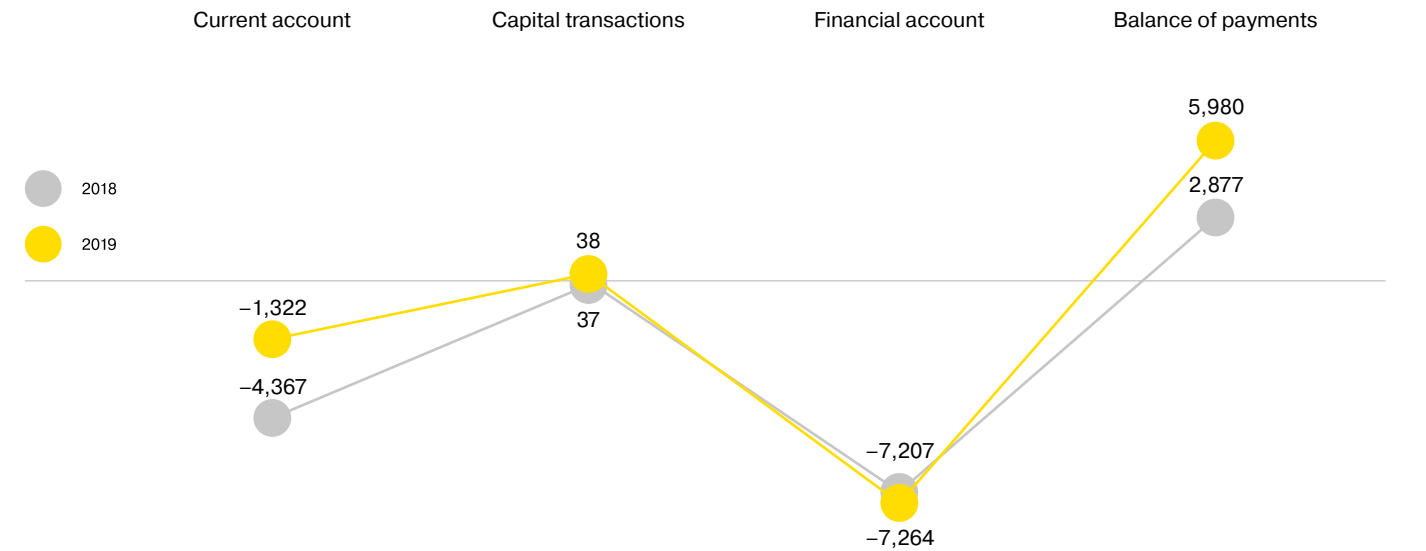 Current account
Capital transactions
Financial account
Balance of payments
5,980
2018
2,877
2019
38
−1,322
37
−4,367
−7,207
−7,264